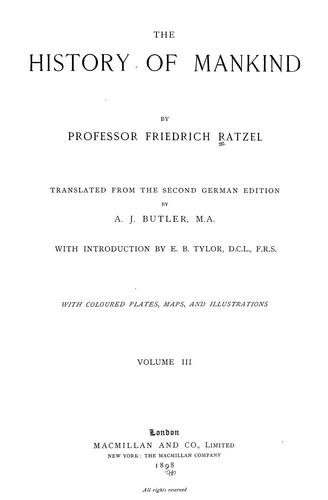 THE
HISTORY OF MANKIND
BY
PROFESSOR FRIEDRICH RATZEL
TRANSLATED FROM THE SECOND GERMAN EDITION
BY
A. J. BUTLER, M.A.
WITH INTRODUCTION BY E. B. TYLOR, D.C.L., F.R.S.
WITH COLOURED PLATES, MAPS, AND ILLUSTRATIONS
VOLUME III
London
MACMILLAN AND CO., LIMITED
NEW YORK: THE MACMILLAN COMPANY
1898
All rights reserved